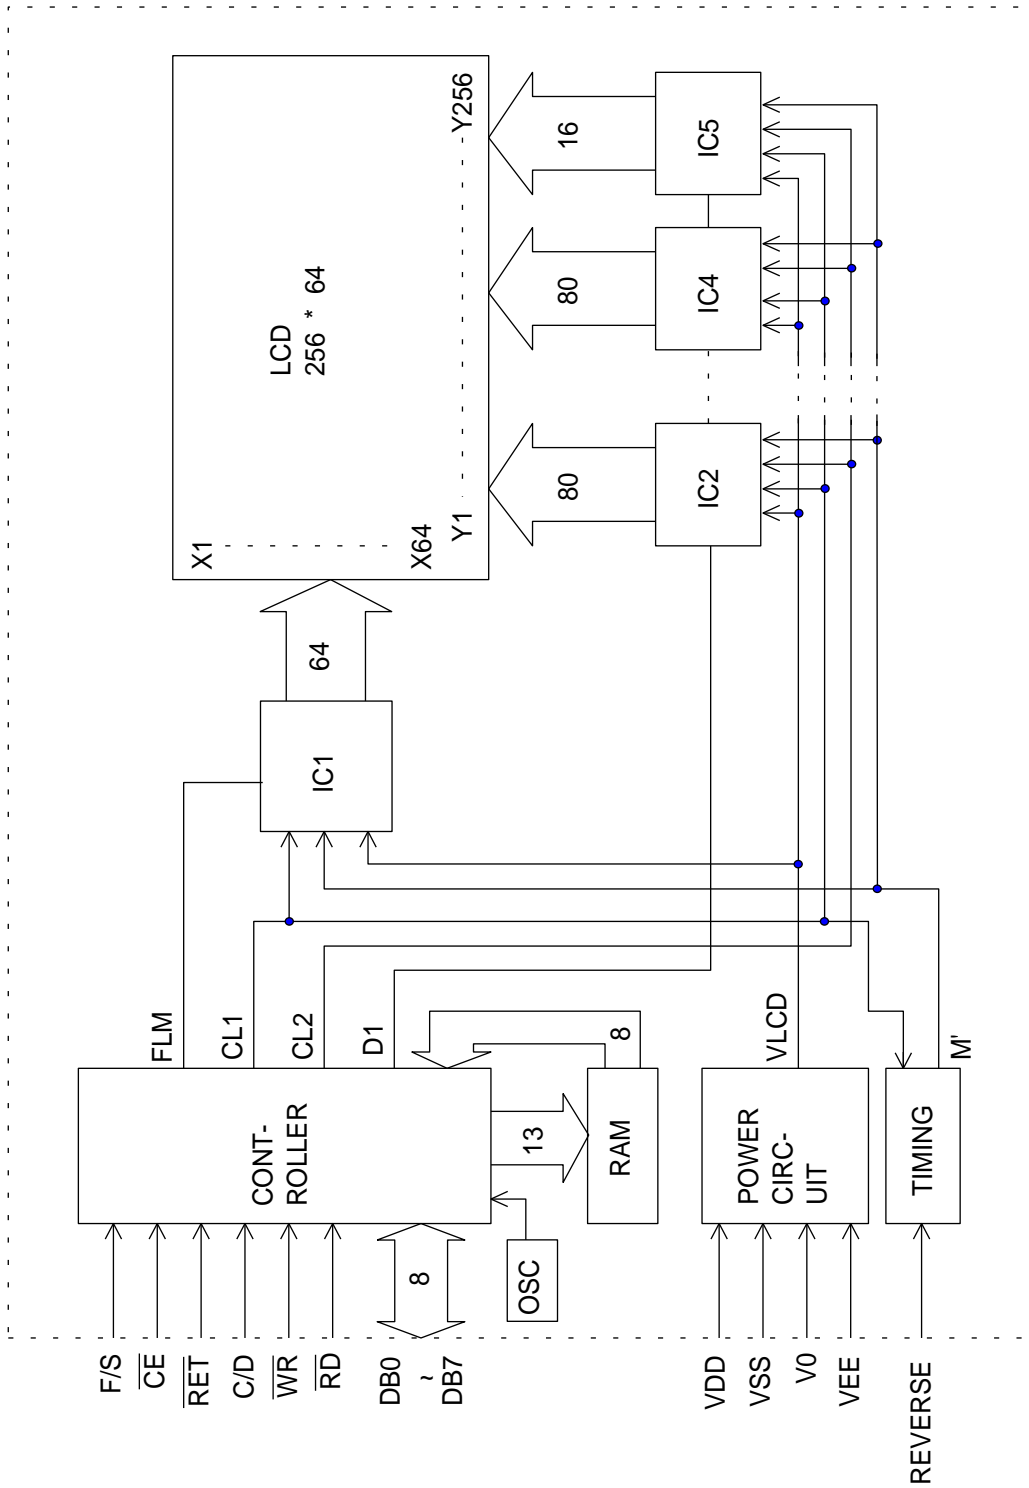 F/S
CE
RET
C/D
WR
RD
DB0
~
DB7
8
CONT-
ROLLER
FLM
CL1
CL2
D1
OSC
13
RAM
8
VDD
VSS
V0
VEE
POWER
CIRC-
UIT
VLCD
REVERSE
TIMING
M'
IC1
64
LCD
256 * 64
X1
X64
Y1
Y256
80
80
16
IC2
IC4
IC5